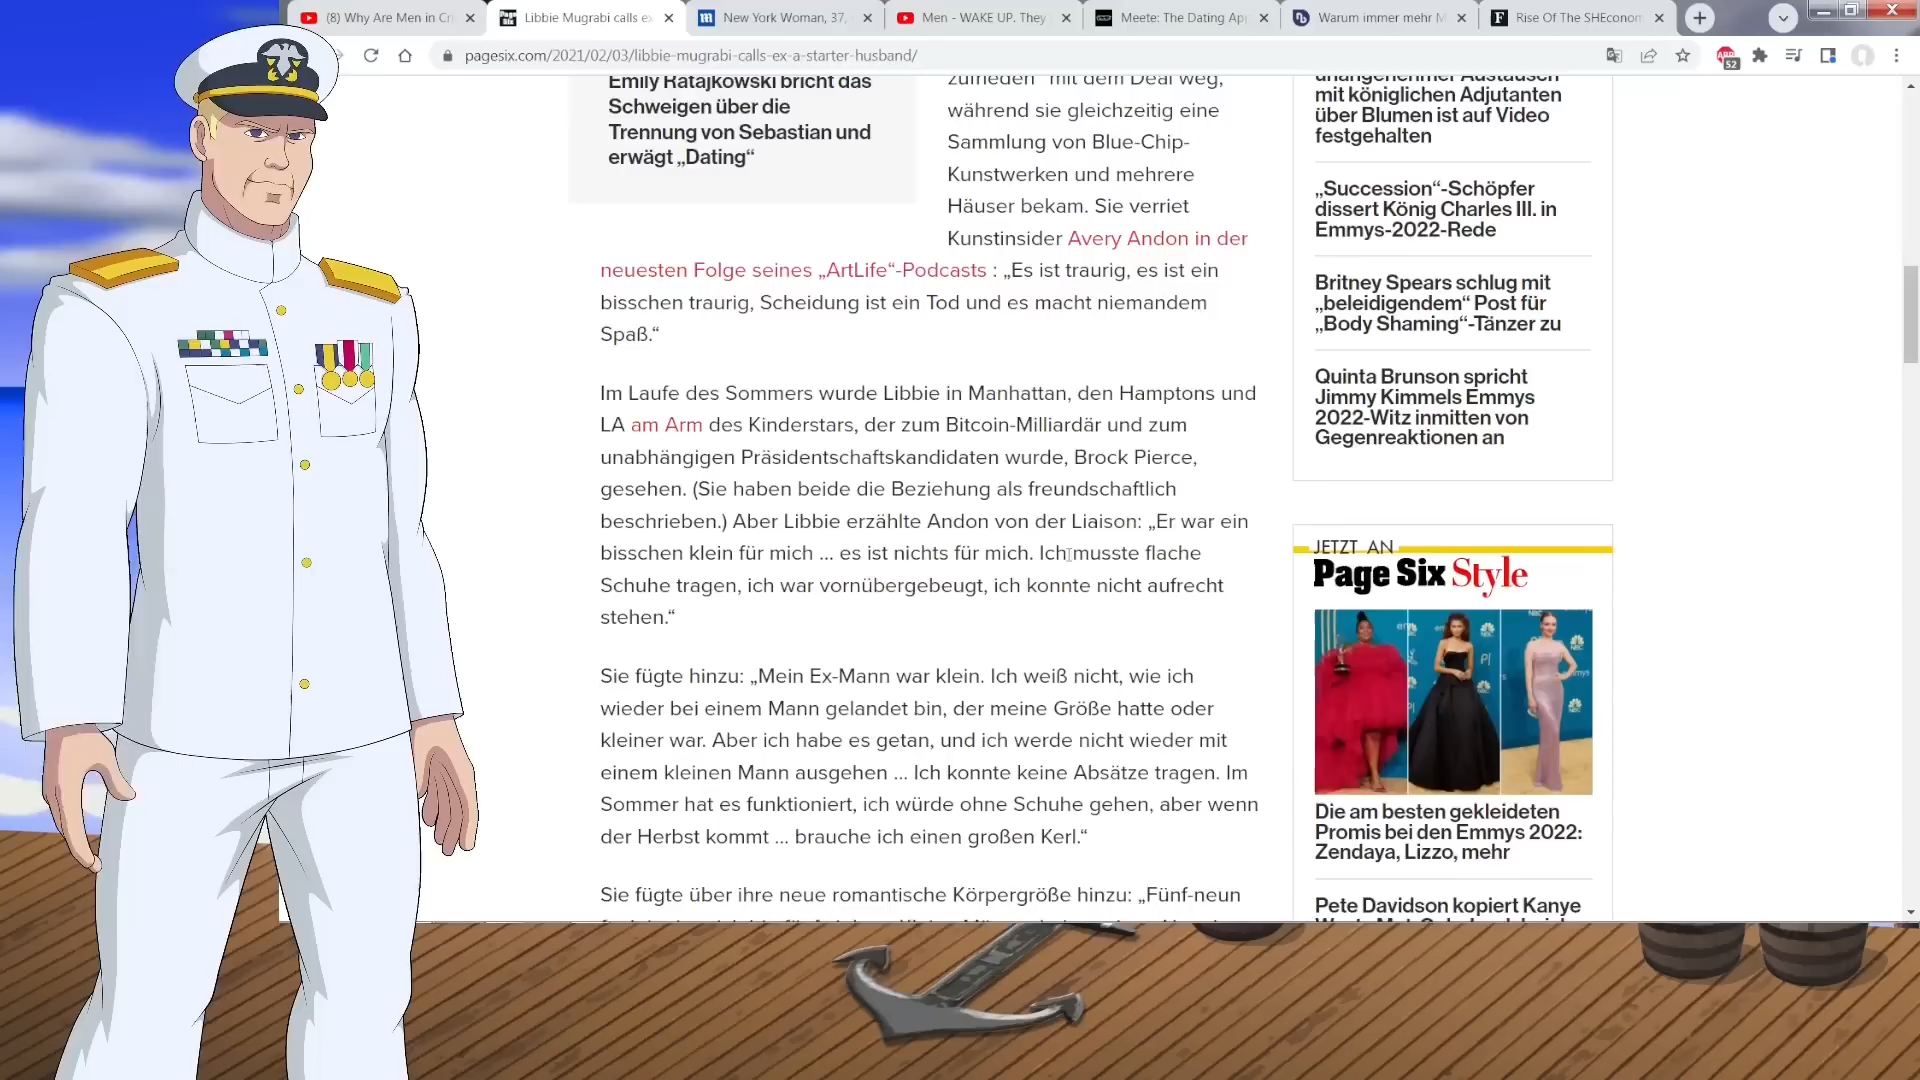 (8) Why Are Men in Cri
Libbie Mugrabi calls ex
New York Woman, 37,
Men - WAKE UP. They
Meete: The Dating App
Warum immer mehr M
Rise Of The SHEconom
pagesix.com/2021/02/03/libbie-mugrabi-calls-ex-a-starter-husband/
52
Emily Ratajkowski bricht das
Schweigen über die
Trennung von Sebastian und
erwägt „Dating“
zufrieden“ mit dem Deal weg,
während sie gleichzeitig eine
Sammlung von Blue-Chip-
Kunstwerken und mehrere
Häuser bekam. Sie verriet
Kunstinsider Avery Andon in der
neuesten Folge seines „ArtLife“-Podcasts : „Es ist traurig, es ist ein
bisschen traurig, Scheidung ist ein Tod und es macht niemandem
Spaß.“
Im Laufe des Sommers wurde Libbie in Manhattan, den Hamptons und
LA am Arm des Kinderstars, der zum Bitcoin-Milliardär und zum
unabhängigen Präsidentschaftskandidaten wurde, Brock Pierce,
gesehen. (Sie haben beide die Beziehung als freundschaftlich
beschrieben.) Aber Libbie erzählte Andon von der Liaison: „Er war ein
bisschen klein für mich ... es ist nichts für mich. Ich musste flache
Schuhe tragen, ich war vornübergebeugt, ich konnte nicht aufrecht
stehen.“
Sie fügte hinzu: „Mein Ex-Mann war klein. Ich weiß nicht, wie ich
wieder bei einem Mann gelandet bin, der meine Größe hatte oder
kleiner war. Aber ich habe es getan, und ich werde nicht wieder mit
einem kleinen Mann ausgehen ... Ich konnte keine Absätze tragen. Im
Sommer hat es funktioniert, ich würde ohne Schuhe gehen, aber wenn
der Herbst kommt ... brauche ich einen großen Kerl.“
Sie fügte über ihre neue romantische Körpergröße hinzu: „Fünf-neun
unangenehmer Austausch
mit königlichen Adjutanten
über Blumen ist auf Video
festgehalten
„Succession“-Schöpfer
dissert König Charles III. in
Emmys-2022-Rede
Britney Spears schlug mit
„beleidigendem“ Post für
„Body Shaming“-Tänzer zu
Quinta Brunson spricht
Jimmy Kimmels Emmys
2022-Witz inmitten von
Gegenreaktionen an
JETZT AN
Page Six Style
Die am besten gekleideten
Promis bei den Emmys 2022:
Zendaya, Lizzo, mehr
Pete Davidson kopiert Kanye